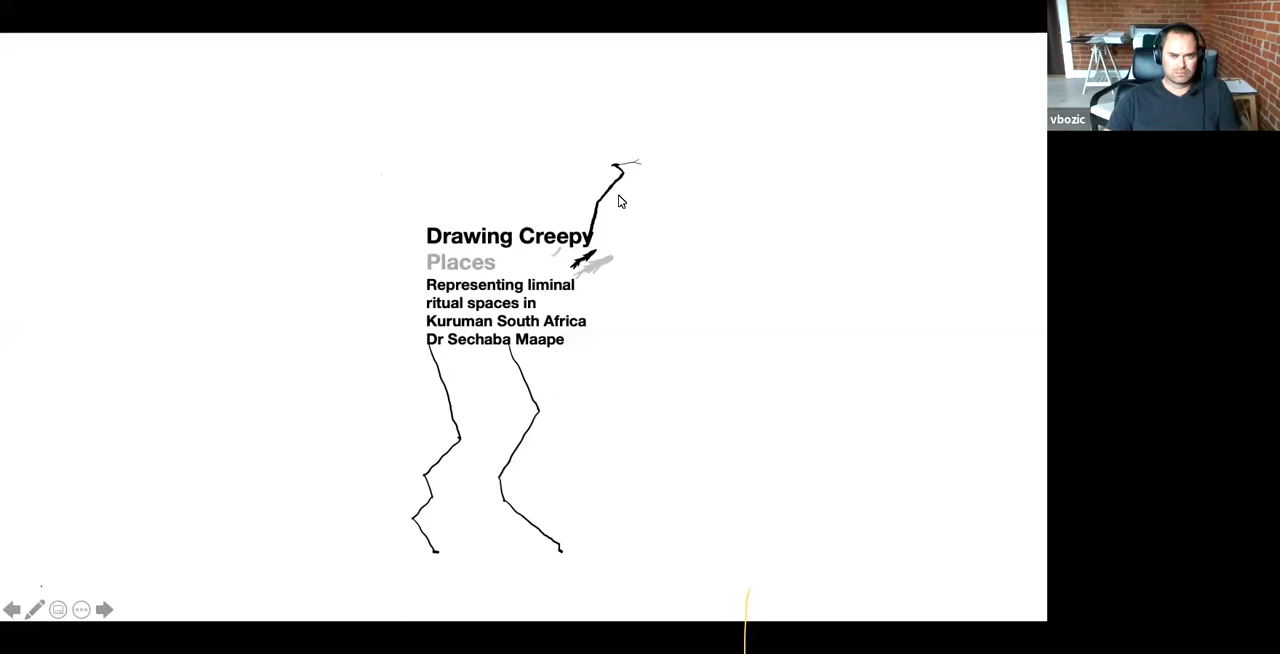 Drawing Creepy
Places
Representing liminal
ritual spaces in
Kuruman South Africa
Dr Sechaba Maape
vbozic